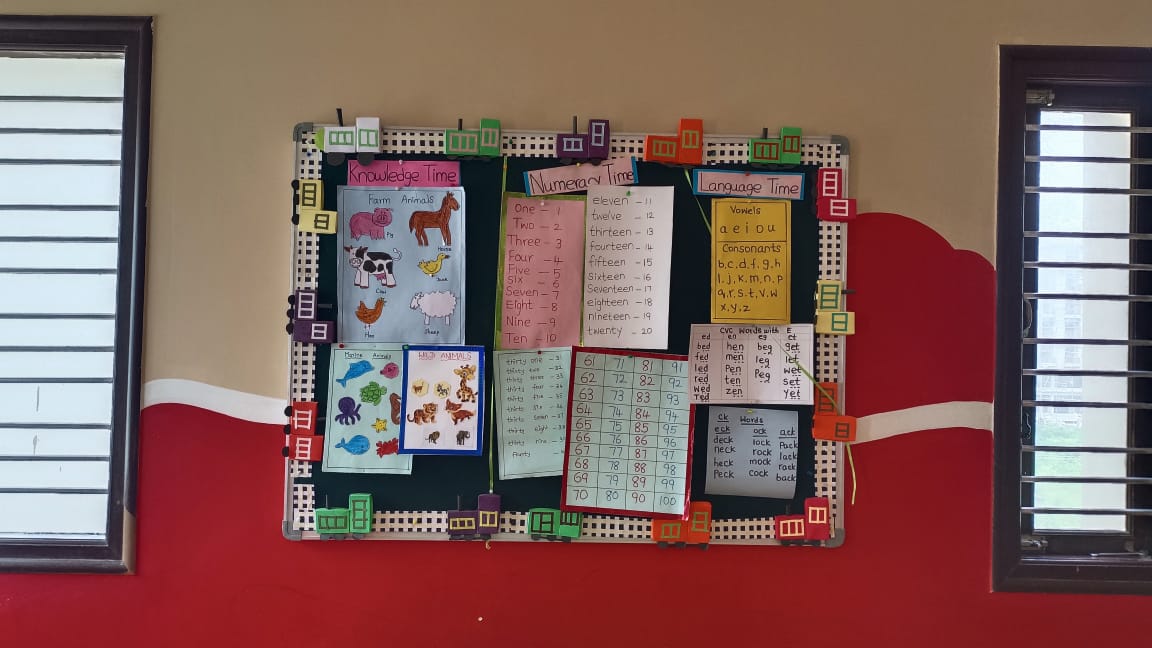 Knowledge Time
Farm Animals
Pig
Horse
Cow
Duck
Hen
Sheep
Marine Animals
WILD ANIMALS
Numeracy Time
One - 1
Two - 2
Three - 3
Four - 4
Five - 5
Six - 6
Seven - 7
Eight - 8
Nine - 9
Ten - 10
eleven - 11
twelve - 12
thirteen - 13
fourteen - 14
fifteen - 15
sixteen - 16
Seventeen - 17
eighteen - 18
nineteen - 19
twenty - 20
thirty one - 31
thirty two - 32
thirty three - 33
thirty four - 34
thirty five - 35
thirty six - 36
thirty seven - 37
thirty eight - 38
thirty nine - 39
61 71 81 91
62 72 82 92
63 73 83 93
64 74 84 94
65 75 85 95
66 76 86 96
67 77 87 97
68 78 88 98
69 79 89 99
70 80 90 100
Language Time
Vowels
a e i o u
Consonants
b, c, d, f, g, h
l, j, k, m, n, p
q, r, s, t, v, w
x, y, z
CVC Words with E
ed en eg et
bed hen beg get
fed men leg let
led Pen Peg wet
red ten set
wed zen yet
Ted
Ck Words
eck ock ack
deck lock Pack
neck rock lack
heck mock rack
Peck cock back